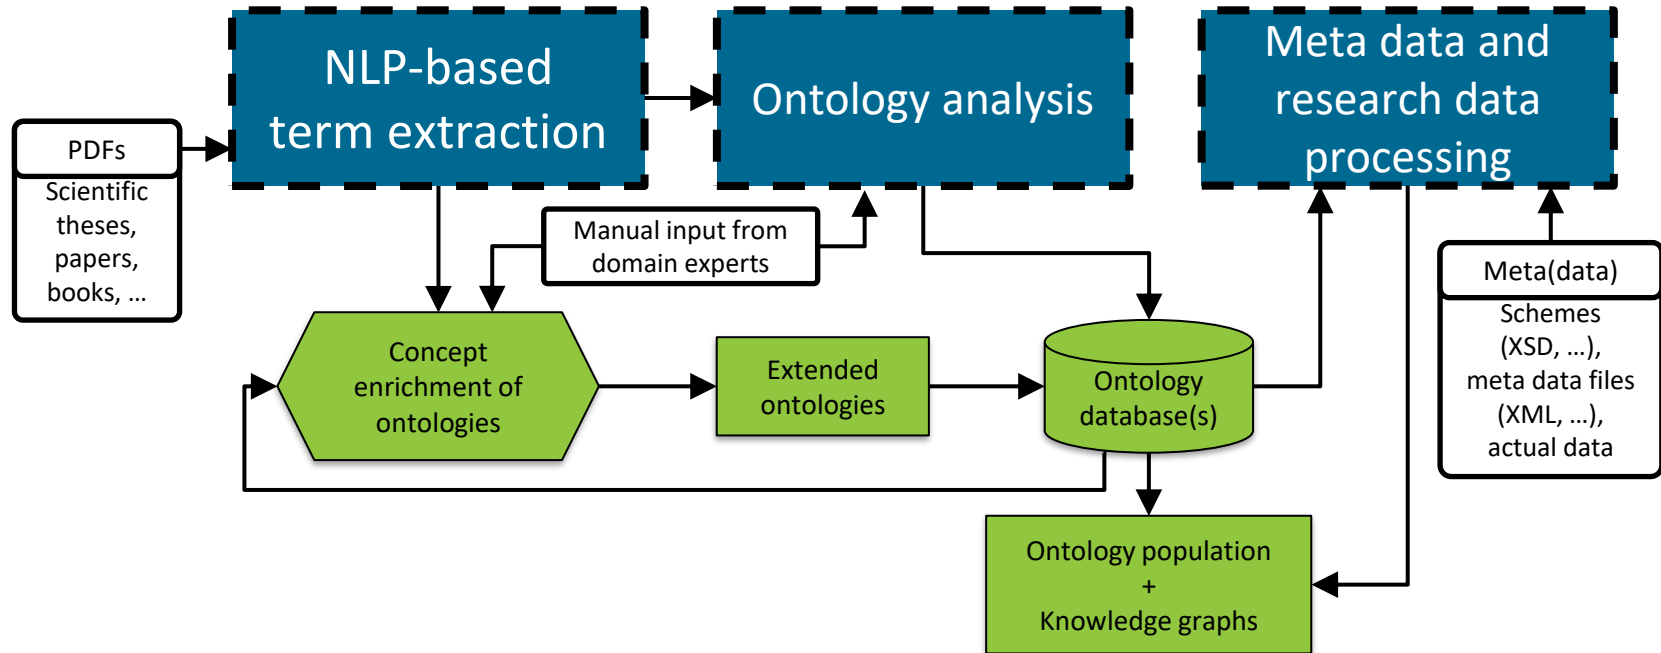 NLP-based
term extraction
Ontology analysis
Meta data and
research data
processing
PDFs
Scientific
theses,
papers,
books, …
Manual input from
domain experts
Meta(data)
Schemes
(XSD, …),
meta data files
(XML, …),
actual data
Concept
enrichment of
ontologies
Extended
ontologies
Ontology
database(s)
Ontology population
+
Knowledge graphs